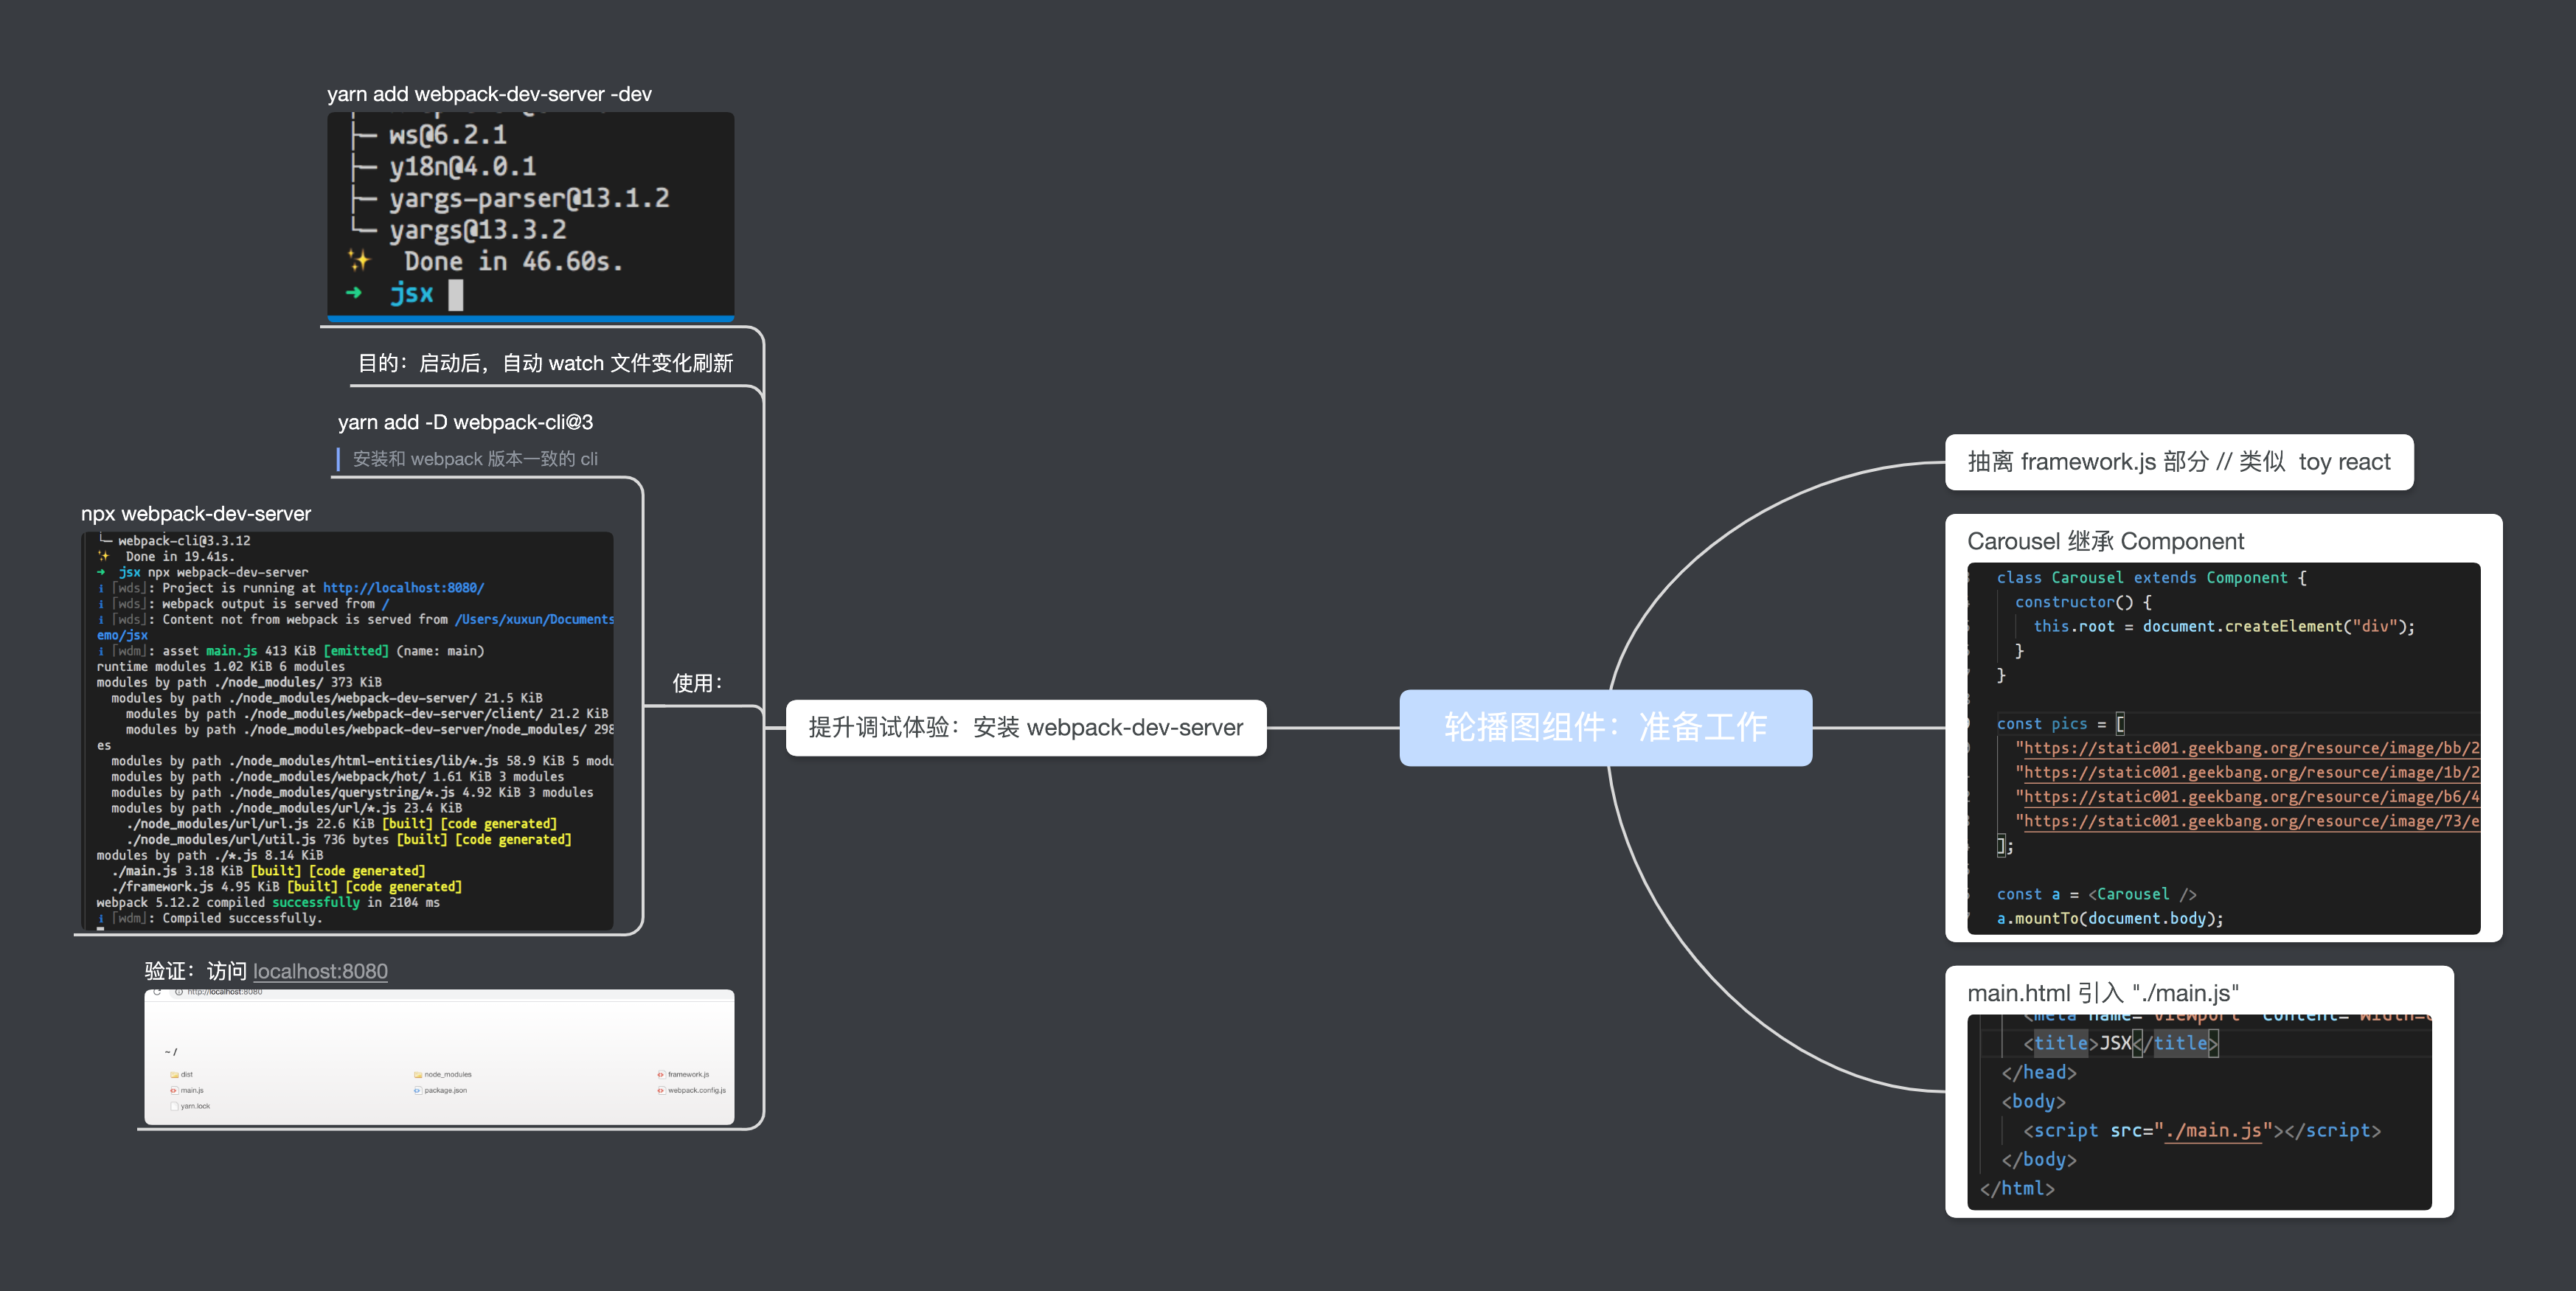 yarn add webpack-dev-server -dev
├─ ws@6.2.1
├─ y18n@4.0.1
├─ yargs-parser@13.1.2
└─ yargs@13.3.2
✨ Done in 46.60s.
➜ jsx
目的：启动后，自动 watch 文件变化刷新
yarn add -D webpack-cli@3
安装和 webpack 版本一致的 cli
npx webpack-dev-server
└─ webpack-cli@3.3.12
✨ Done in 19.41s.
➜ jsx npx webpack-dev-server
ℹ ｢wds｣: Project is running at http://localhost:8080/
ℹ ｢wds｣: webpack output is served from /
ℹ ｢wds｣: Content not from webpack is served from /Users/xuxun/Documents
emo/jsx
ℹ ｢wdm｣: asset main.js 413 KiB [emitted] (name: main)
runtime modules 1.02 KiB 6 modules
modules by path ./node_modules/ 373 KiB
modules by path ./node_modules/webpack-dev-server/ 21.5 KiB
modules by path ./node_modules/webpack-dev-server/client/ 21.2 KiB
modules by path ./node_modules/webpack-dev-server/node_modules/ 298
es
modules by path ./node_modules/html-entities/lib/*.js 58.9 KiB 5 modu
modules by path ./node_modules/webpack/hot/ 1.61 KiB 3 modules
modules by path ./node_modules/querystring/*.js 4.92 KiB 3 modules
modules by path ./node_modules/url/*.js 23.4 KiB
./node_modules/url/url.js 22.6 KiB [built] [code generated]
./node_modules/url/util.js 736 bytes [built] [code generated]
modules by path ./*.js 8.14 KiB
./main.js 3.18 KiB [built] [code generated]
./framework.js 4.95 KiB [built] [code generated]
webpack 5.12.2 compiled successfully in 2104 ms
ℹ ｢wdm｣: Compiled successfully.
使用：
验证：访问 localhost:8080
http://localhost:8080
~ /
dist
node_modules
framework.js
main.js
package.json
webpack.config.js
yarn.lock
提升调试体验：安装 webpack-dev-server
轮播图组件：准备工作
抽离 framework.js 部分 // 类似 toy react
Carousel 继承 Component
class Carousel extends Component {
constructor() {
this.root = document.createElement("div");
}
}
const pics = [
"https://static001.geekbang.org/resource/image/bb/2
"https://static001.geekbang.org/resource/image/1b/2
"https://static001.geekbang.org/resource/image/b6/4
"https://static001.geekbang.org/resource/image/73/e
];
const a = <Carousel />
a.mountTo(document.body);
main.html 引入 "./main.js"
<meta name="viewport" content="width=
<title>JSX</title>
</head>
<body>
<script src="./main.js"></script>
</body>
</html>